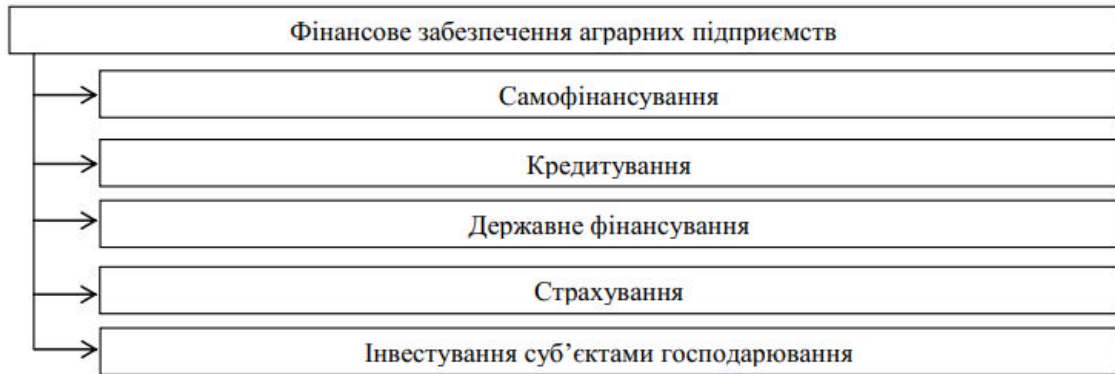 Фінансове забезпечення аграрних підприємств
Самофінансування
Кредитування
Державне фінансування
Страхування
Інвестування суб’єктами господарювання